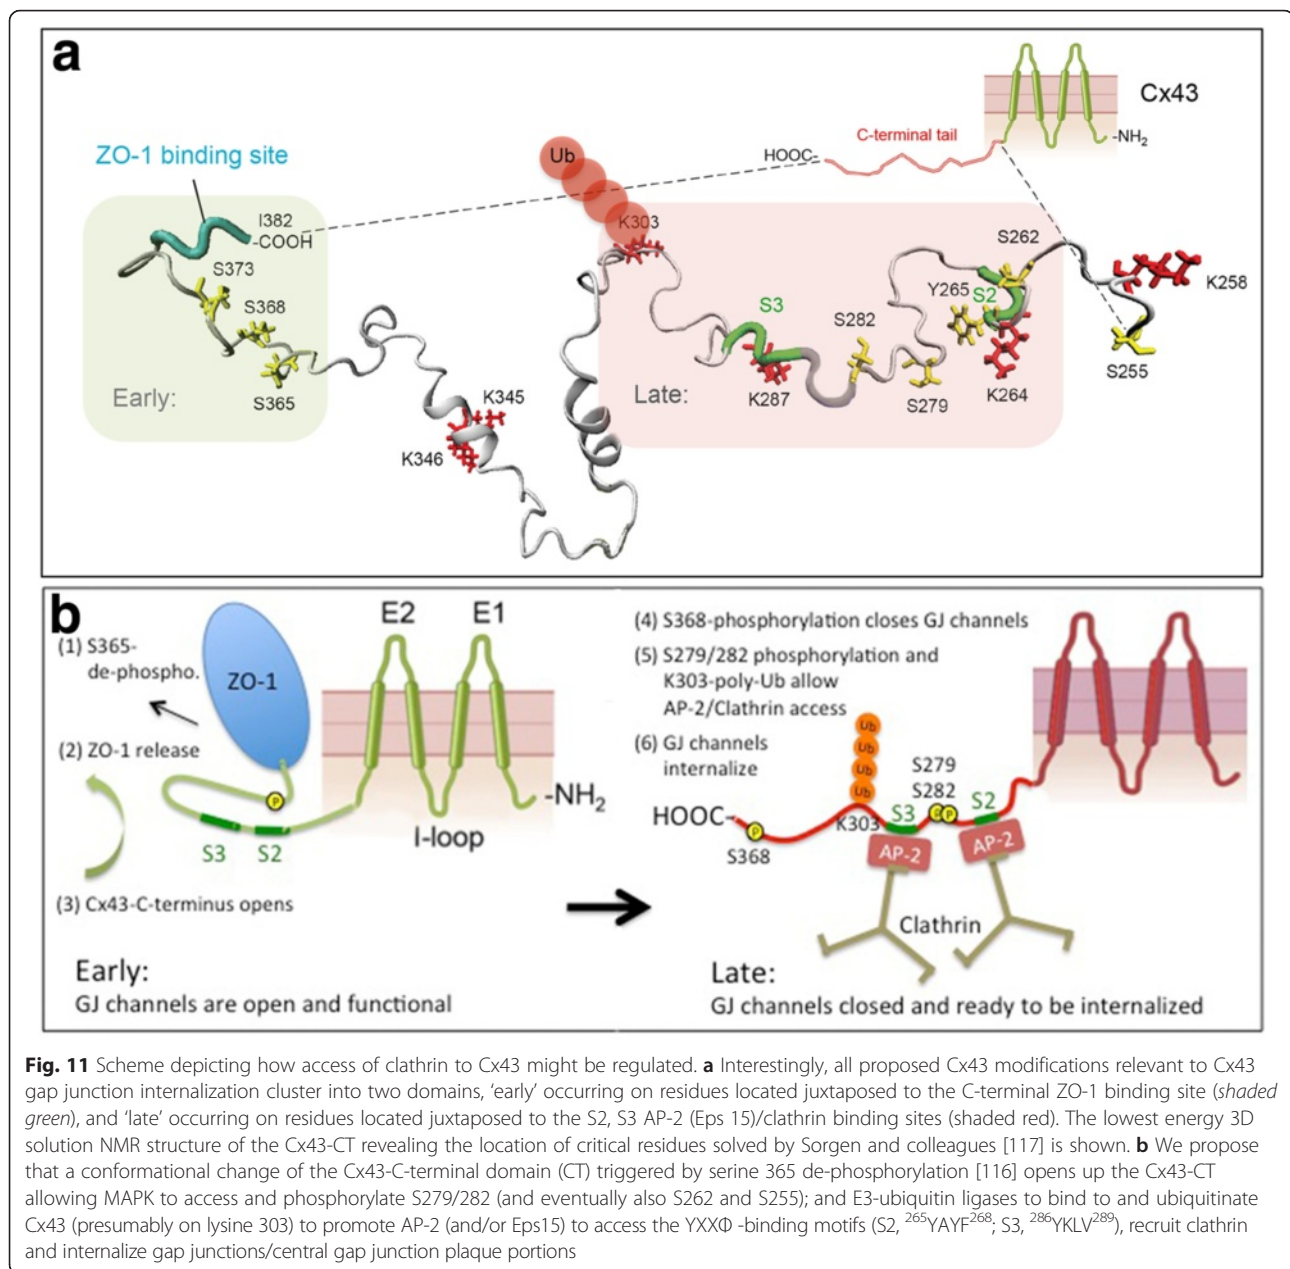 a
Cx43
C-terminal tail
HOOC-
-NH2
ZO-1 binding site
Ub
I382
-COOH
K303
S262
S373
S368
Y265
S2
K258
S3
S282
S255
Early:
S365
K345
K346
Late:
K287
S279
K264
b
E2
E1
(1) S365-
de-phospho.
ZO-1
(2) ZO-1 release
P
-NH2
I-loop
S3
S2
(3) Cx43-C-terminus opens
Early:
GJ channels are open and functional
(4) S368-phosphorylation closes GJ channels
(5) S279/282 phosphorylation and
K303-poly-Ub allow
AP-2/Clathrin access
(6) GJ channels
internalize
Ub
Ub
Ub
Ub
S279
S282
HOOC-
P
S368
K303
S3
P
P
S2
AP-2
AP-2
Clathrin
Late:
GJ channels closed and ready to be internalized
Fig. 11 Scheme depicting how access of clathrin to Cx43 might be regulated. a Interestingly, all proposed Cx43 modifications relevant to Cx43
gap junction internalization cluster into two domains, ‘early’ occurring on residues located juxtaposed to the C-terminal ZO-1 binding site (shaded
green), and ‘late’ occurring on residues located juxtaposed to the S2, S3 AP-2 (Eps 15)/clathrin binding sites (shaded red). The lowest energy 3D
solution NMR structure of the Cx43-CT revealing the location of critical residues solved by Sorgen and colleagues [117] is shown. b We propose
that a conformational change of the Cx43-C-terminal domain (CT) triggered by serine 365 de-phosphorylation [116] opens up the Cx43-CT
allowing MAPK to access and phosphorylate S279/282 (and eventually also S262 and S255); and E3-ubiquitin ligases to bind to and ubiquitinate
Cx43 (presumably on lysine 303) to promote AP-2 (and/or Eps15) to access the YXXΦ -binding motifs (S2, 265YAYF268; S3, 286YKLV289), recruit clathrin
and internalize gap junctions/central gap junction plaque portions